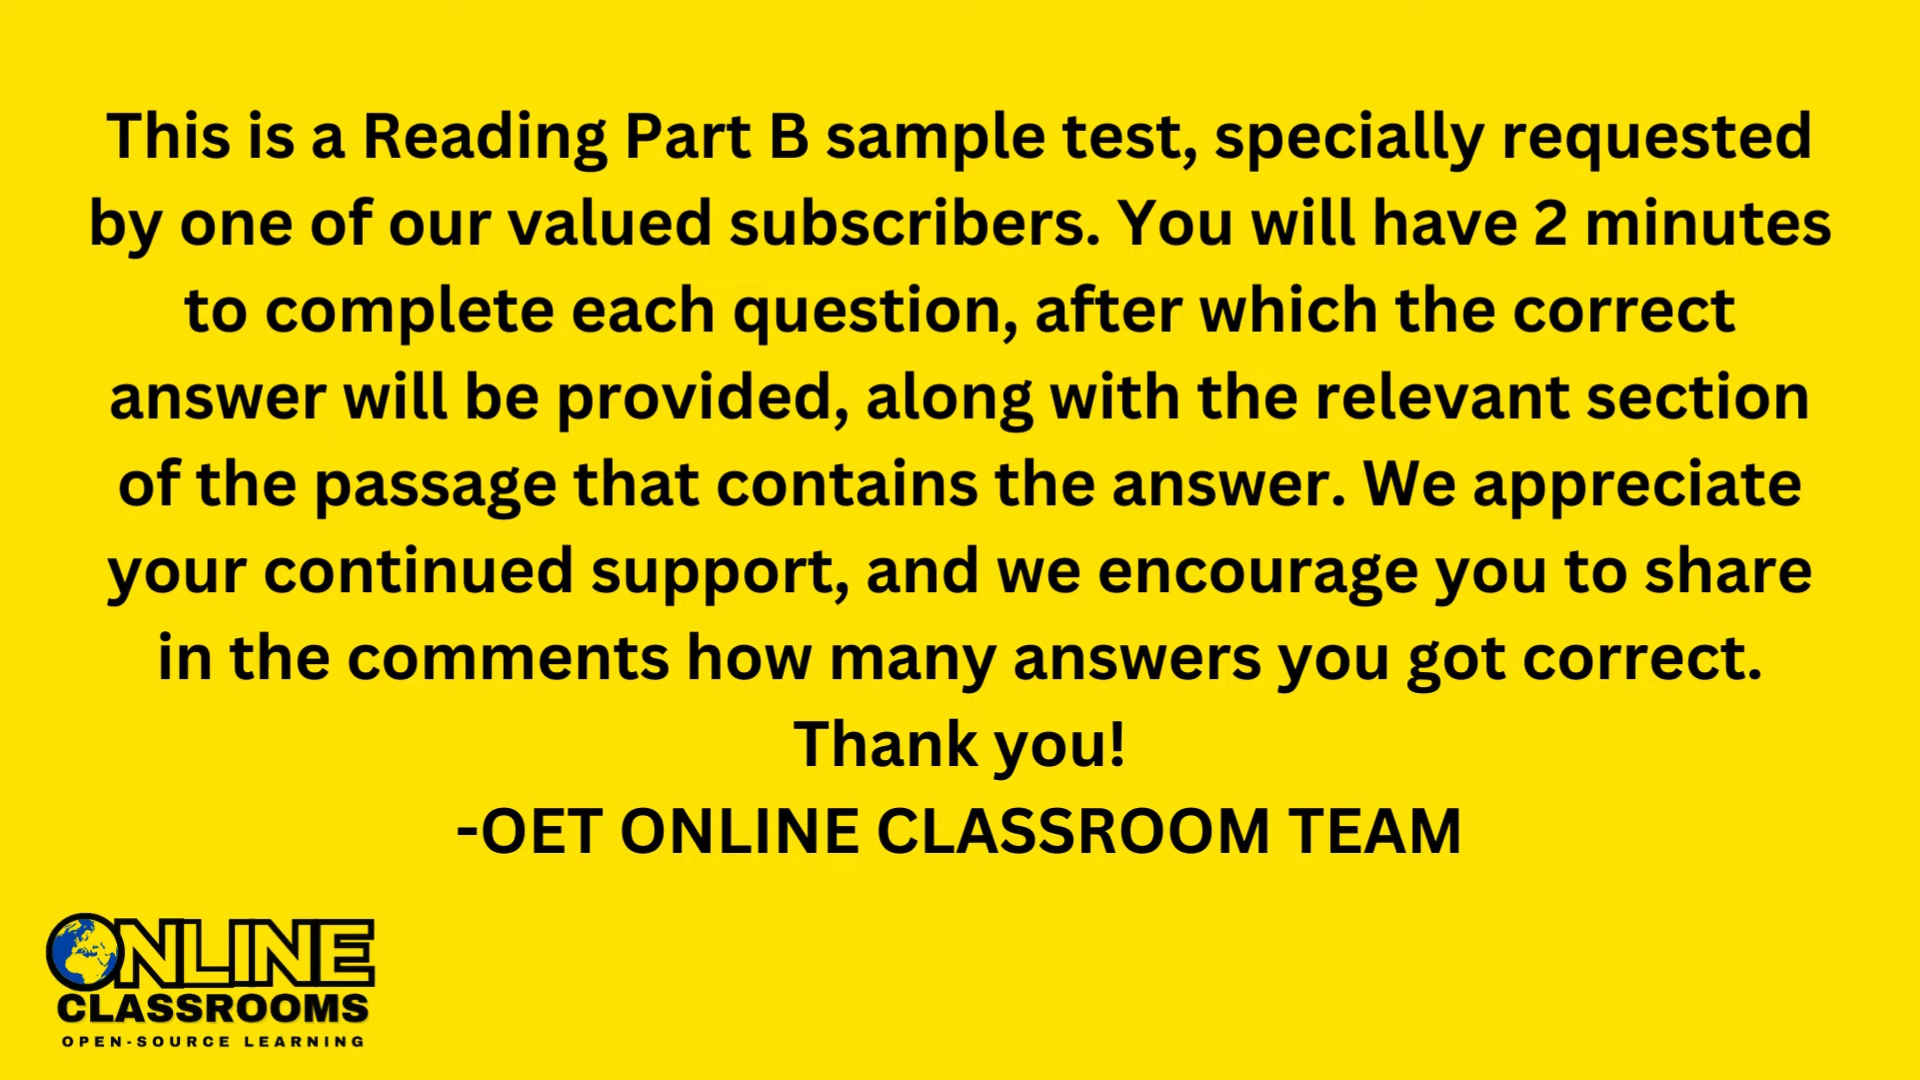 This is a Reading Part B sample test, specially requested
by one of our valued subscribers. You will have 2 minutes
to complete each question, after which the correct
answer will be provided, along with the relevant section
of the passage that contains the answer. We appreciate
your continued support, and we encourage you to share
in the comments how many answers you got correct.
Thank you!
-OET ONLINE CLASSROOM TEAM
ONLINE
CLASSROOMS
OPEN-SOURCE LEARNING